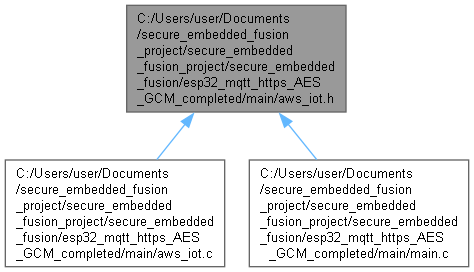 C:/Users/user/Documents
/secure_embedded_fusion
_project/secure_embedded
_fusion_project/secure_embedded
_fusion/esp32_mqtt_https_AES
_GCM_completed/main/aws_iot.h
C:/Users/user/Documents
/secure_embedded_fusion
_project/secure_embedded
_fusion_project/secure_embedded
_fusion/esp32_mqtt_https_AES
_GCM_completed/main/aws_iot.c
C:/Users/user/Documents
/secure_embedded_fusion
_project/secure_embedded
_fusion_project/secure_embedded
_fusion/esp32_mqtt_https_AES
_GCM_completed/main/main.c